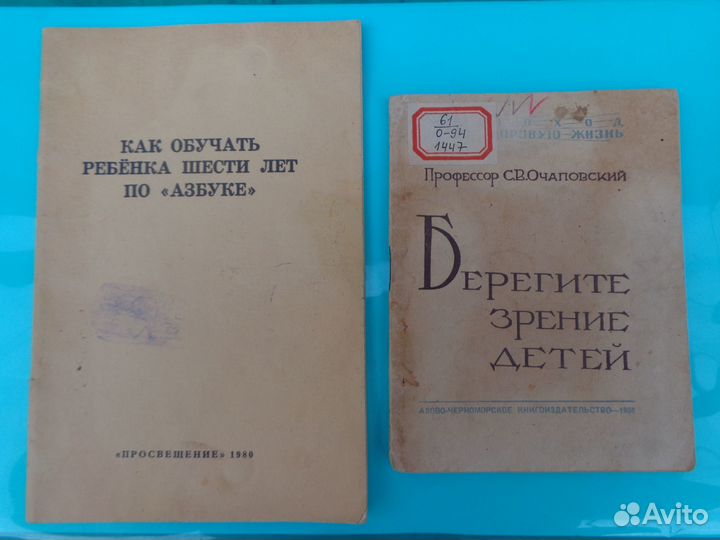 КАК ОБУЧАТЬ
РЕБЁНКА ШЕСТИ ЛЕТ
ПО «АЗБУКЕ»
«ПРОСВЕЩЕНИЕ» 1980
61
0-94
1447
ЖИЗНЬ
Профессор С.В.Очаповский
БЕРЕГИТЕ
ЗРЕНИЕ
ДЕТЕЙ
АЗОВО-ЧЕРНОМОРСКОЕ КНИГОИЗДАТЕЛЬСТВО—
Avito